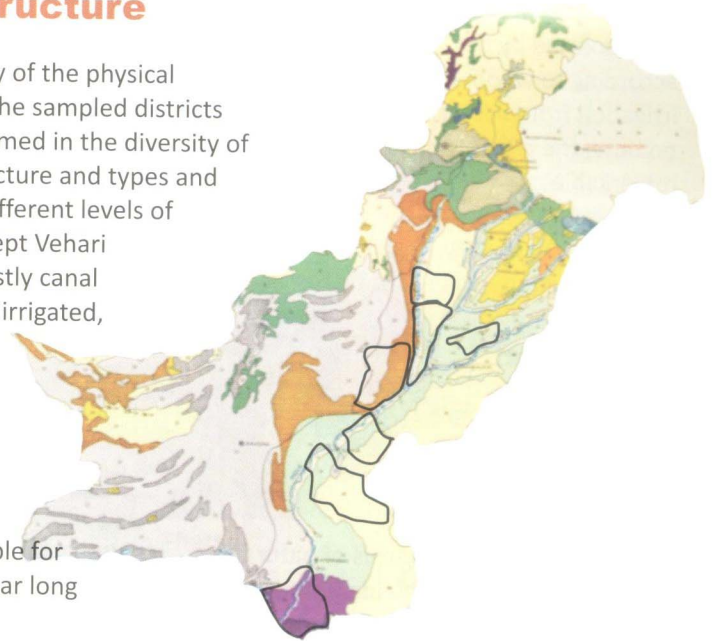 ructure
y of the physical
he sampled districts
med in the diversity of
cture and types and
fferent levels of
ept Vehari
stly canal
irrigated,
ole for
ar long